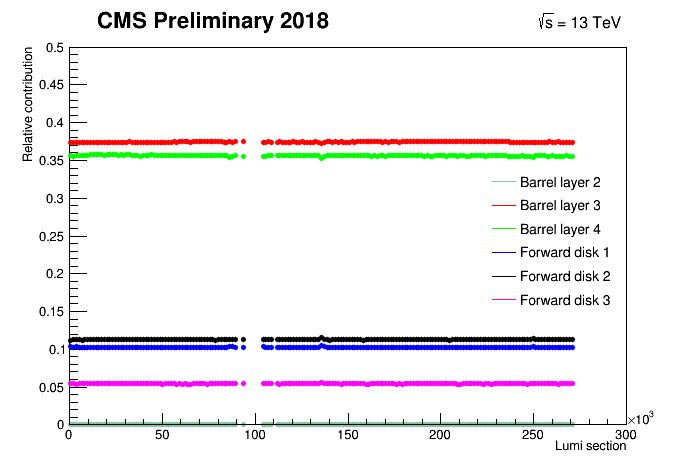 CMS Preliminary 2018
√s = 13 TeV
Relative contribution
0.5
0.45
0.4
0.35
0.3
0.25
0.2
0.15
0.1
0.05
0
Barrel layer 2
Barrel layer 3
Barrel layer 4
Forward disk 1
Forward disk 2
Forward disk 3
0 50 100 150 200 250 300
×10³
Lumi section